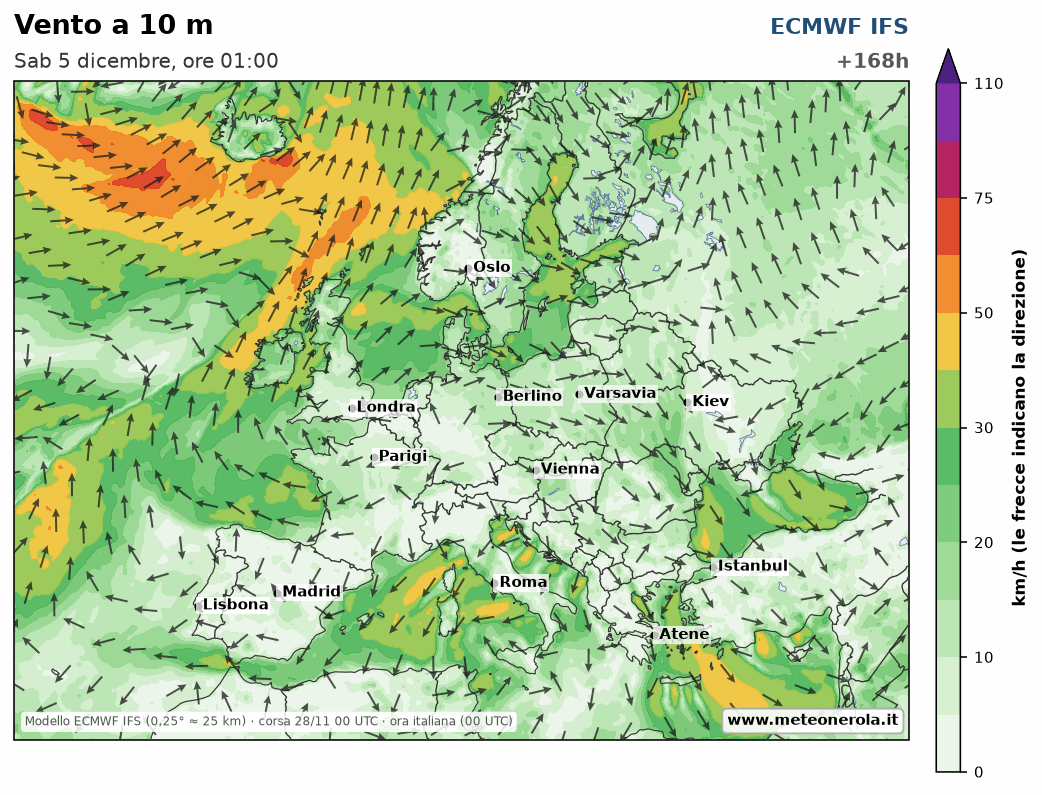 Vento a 10 m
ECMWF IFS
Sab 5 dicembre, ore 01:00
+168h
Oslo
Londra
Berlino
Varsavia
Kiev
Parigi
Vienna
Istanbul
Roma
Madrid
Lisbona
Atene
Modello ECMWF IFS (0,25° ≈ 25 km) · corsa 28/11 00 UTC · ora italiana (00 UTC)
www.meteonerola.it
110
75
50
30
20
10
0
km/h (le frecce indicano la direzione)